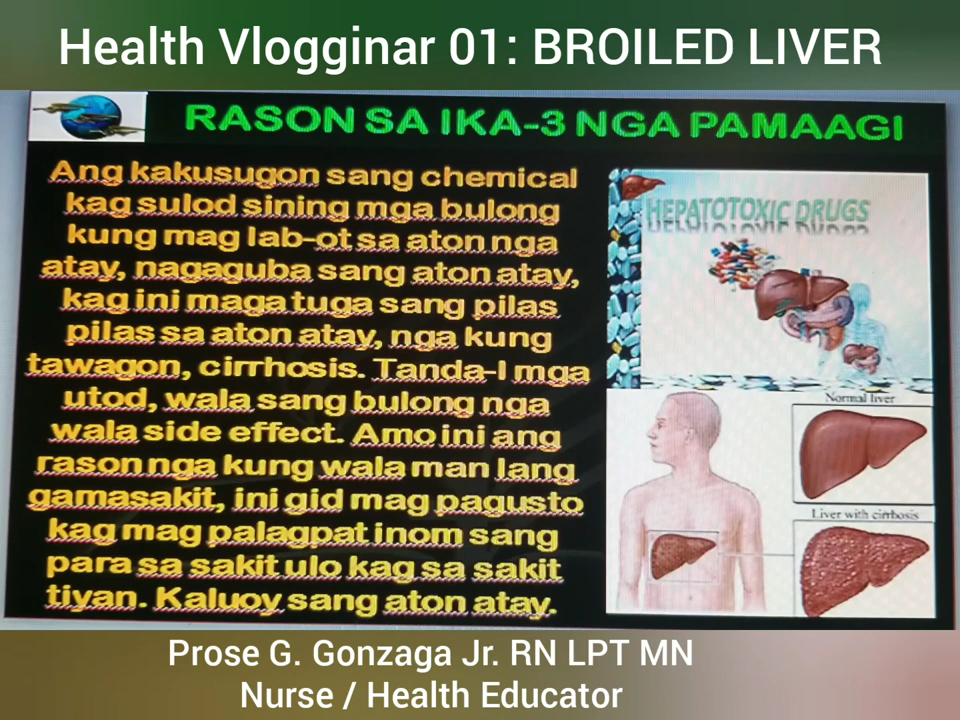 Health Vlogginar 01: BROILED LIVER
RASON SA IKA-3 NGA PAMAAGI
Ang kakusugon sang chemical
kag sulod sining mga bulong
kung mag lab-ot sa aton nga
atay, nagaguba sang aton atay,
kag ini maga tuga sang pilas
pilas sa aton atay, nga kung
tawagon, cirrhosis. Tanda-I mga
utod, wala sang bulong nga
wala side effect. Amo ini ang
rason nga kung wala man lang
gamasakit, ini gid mag pagusto
kag mag palagpat inom sang
para sa sakit ulo kag sa sakit
tiyan. Kaluoy sang aton atay.
HEPATOTOXIC DRUGS
Normal liver
Liver with cirrhosis
Prose G. Gonzaga Jr. RN LPT MN
Nurse / Health Educator